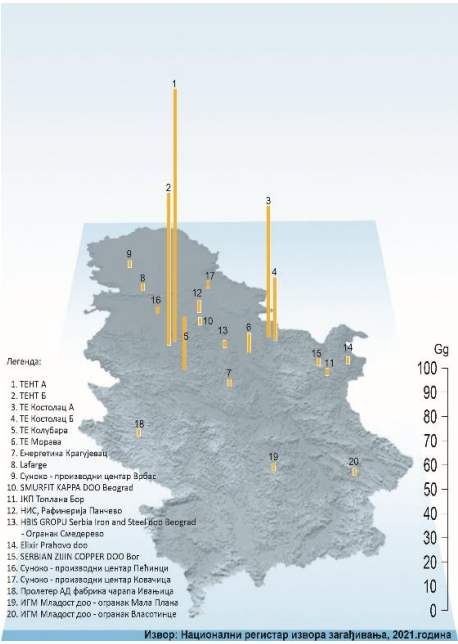 1
2
3
9
4
8
17
16
12
10
5
13
6
14
15
11
7
18
19
20
Gg
100
90
80
70
60
50
40
30
20
10
0
Легенда:
1. ТЕНТ А
2. ТЕНТ Б
3. ТЕ Костолац А
4. ТЕ Костолац Б
5. ТЕ Колубара
6. ТЕ Морава
7. Енергетика Крагујевац
8. Lafarge
9. Суноко - производни центар Врбас
10. SMURFIT KAPPA DOO Beograd
11. ЈКП Топлана Бор
12. НИС, Рафинерија Панчево
13. HBIS GROPU Serbia Iron and Steel doo Beograd
- Огранак Смедерево
14. Elixir Prahovo doo
15. SERBIAN ZIJIN COPPER DOO Bor
16. Суноко - производни центар Пећинци
17. Суноко - производни центар Ковачица
18. Пролетер АД фабрика чарапа Ивањица
19. ИГМ Младост доо - огранак Мала Плана
20. ИГМ Младост доо - огранак Власотинце
Извор: Национални регистар извора загађивања, 2021.година